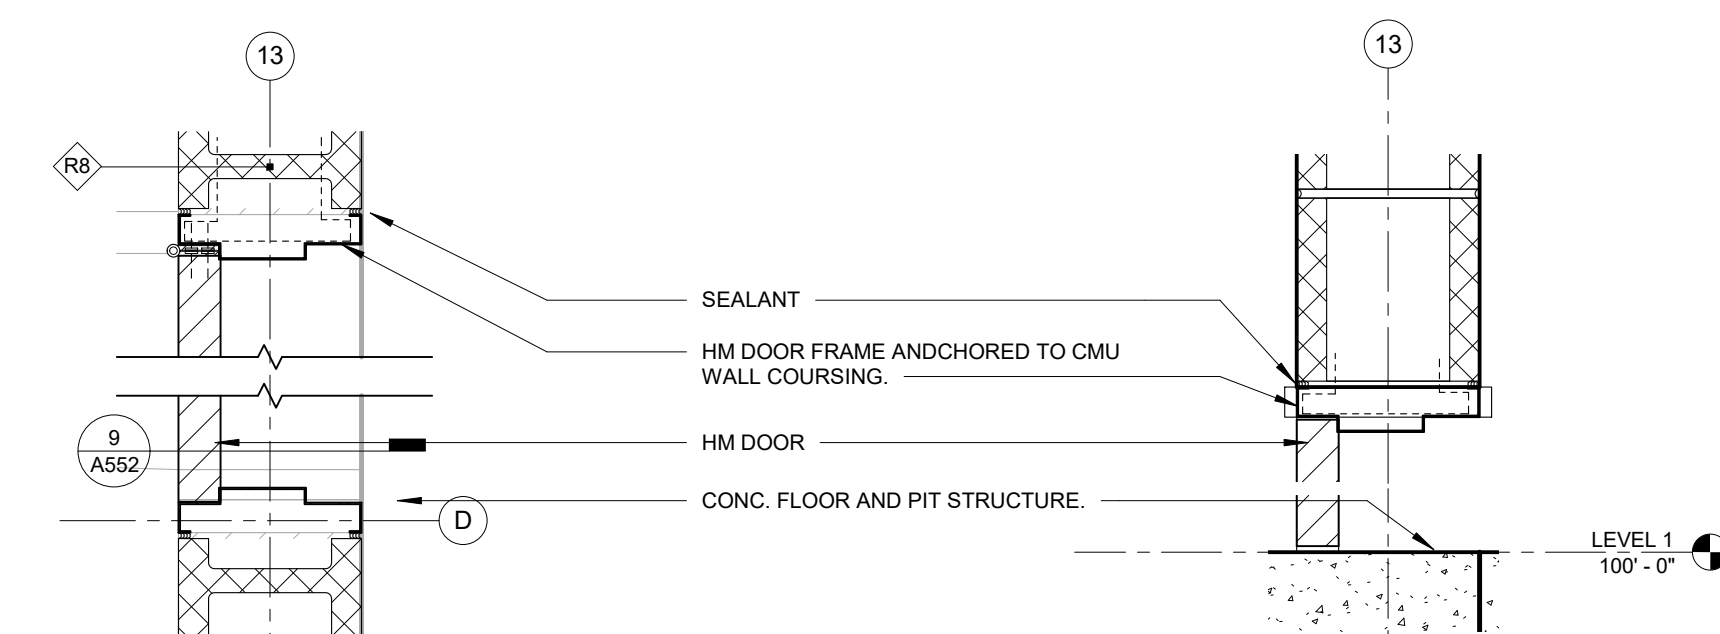 13
13
R8
SEALANT
HM DOOR FRAME ANDCHORED TO CMU
WALL COURSING.
9
A552
HM DOOR
CONC. FLOOR AND PIT STRUCTURE.
D
LEVEL 1
100' - 0"